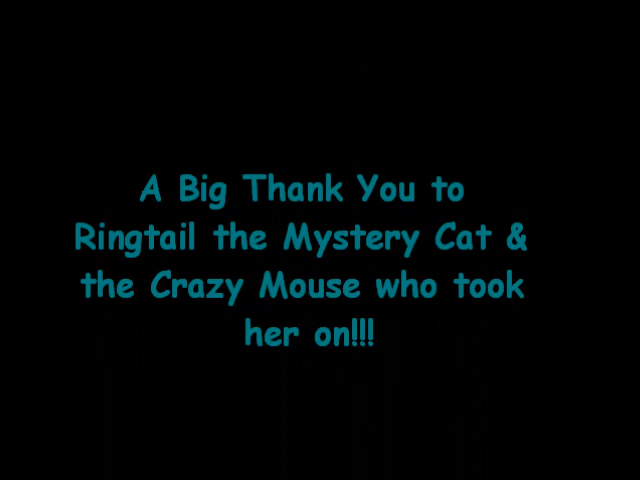 A Big Thank You to
Ringtail the Mystery Cat &
the Crazy Mouse who took
her on!!!